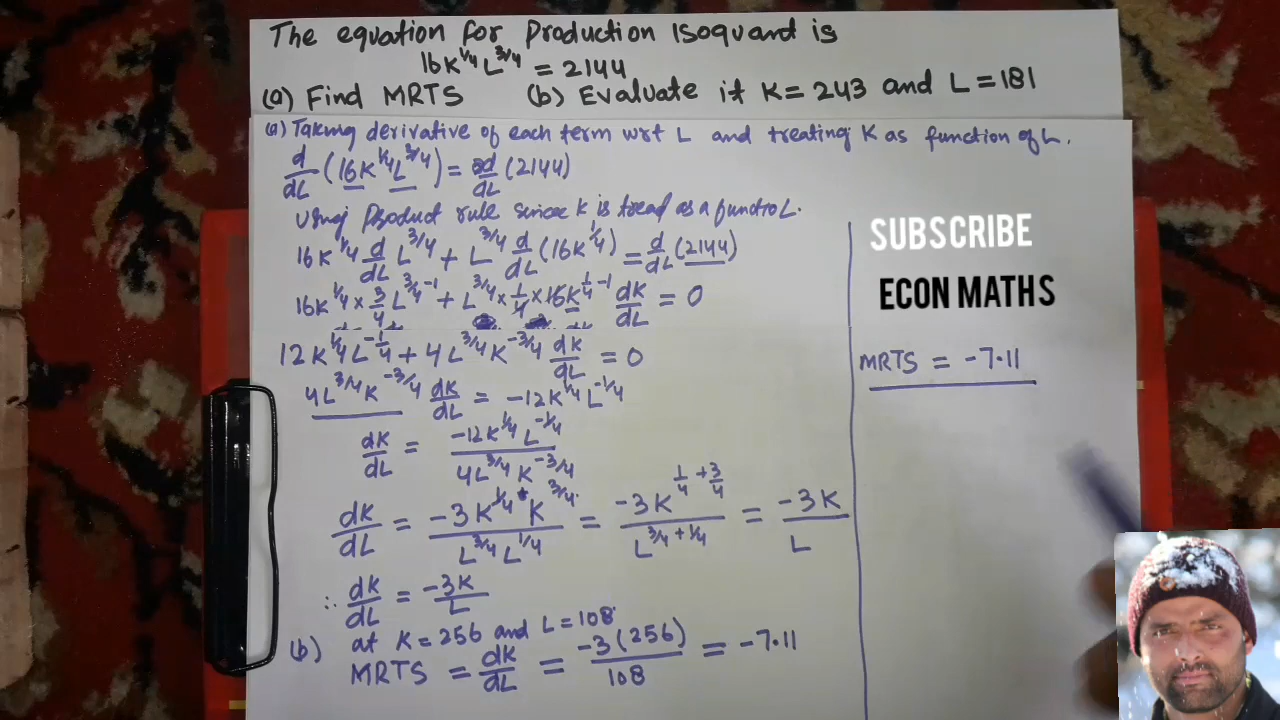 The equation for Production Isoquant is
16K^1/4 L^3/4 = 2144
(a) Find MRTS (b) Evaluate if K = 243 and L = 181
(a) Taking derivative of each term wrt L and treating K as function of L.
d/dL (16K^1/4 L^3/4) = d/dL (2144)
Using Product rule since K is tread as a functio L.
16K^1/4 d/dL L^3/4 + L^3/4 d/dL (16K^1/4) = d/dL (2144)
16K^1/4 × 3/4 L^3/4-1 + L^3/4 × 1/4 × 16K^1/4-1 dK/dL = 0
12K^1/4 L^-1/4 + 4L^3/4 K^-3/4 dK/dL = 0
4L^3/4 K^-3/4 dK/dL = -12K^1/4 L^-1/4
dK/dL = -12K^1/4 L^-1/4 / 4L^3/4 K^-3/4
dK/dL = -3K^1/4 * K^3/4 / L^3/4 L^1/4 = -3K^1/4+3/4 / L^3/4+1/4 = -3K / L
∴ dK/dL = -3K / L
(b) at K = 256 and L = 108
MRTS = dK/dL = -3(256) / 108 = -7.11
SUBSCRIBE
ECON MATHS
MRTS = -7.11